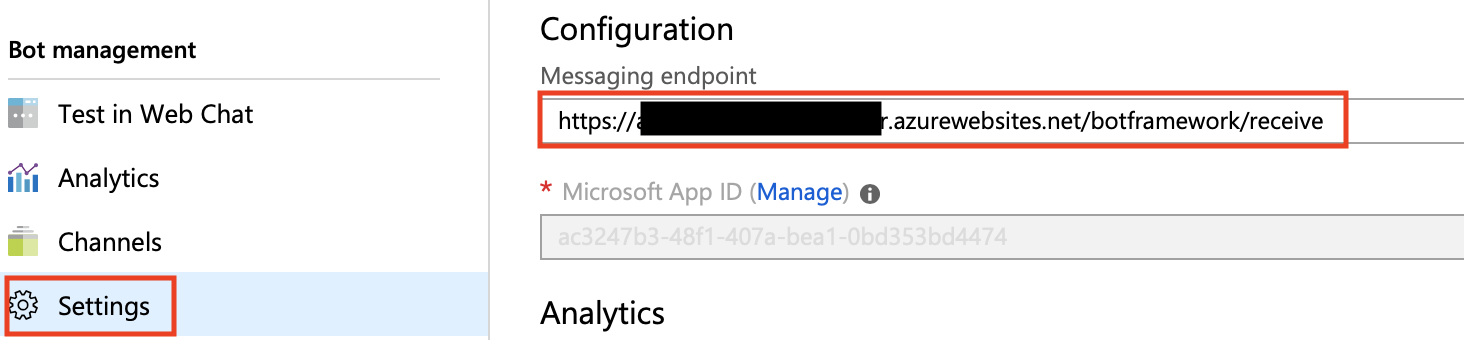 Bot management
Test in Web Chat
Analytics
Channels
Settings
Configuration
Messaging endpoint
https://a r.azurewebsites.net/botframework/receive
* Microsoft App ID (Manage) i
ac3247b3-48f1-407a-bea1-0bd353bd4474
Analytics